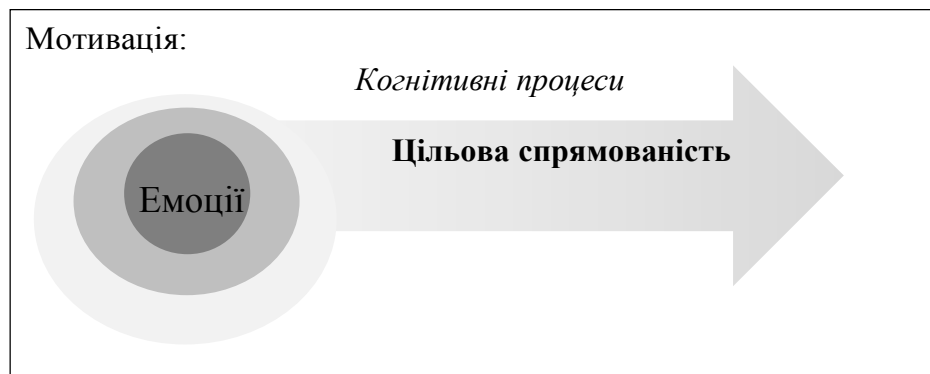 Мотивація:
Когнітивні процеси
Цільова спрямованість
Емоції